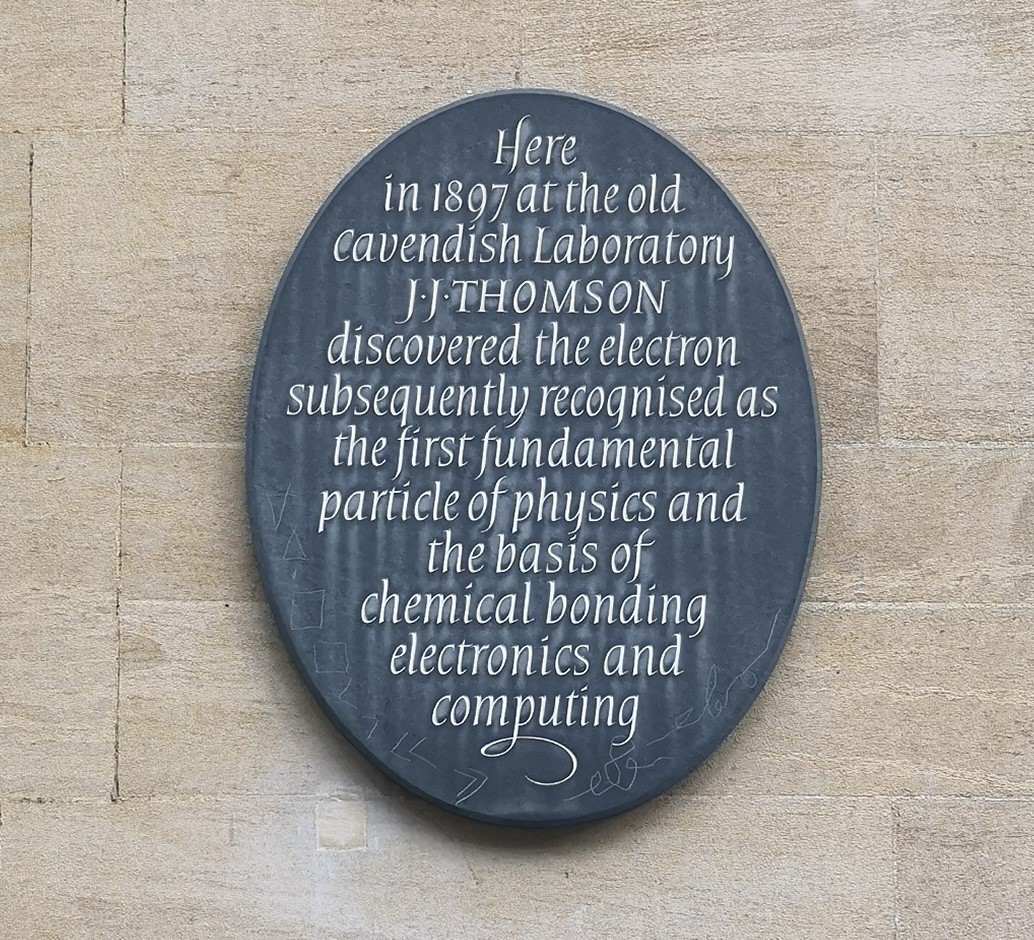 Here
in 1897 at the old
Cavendish Laboratory
J·J·THOMSON
discovered the electron
subsequently recognised as
the first fundamental
particle of physics and
the basis of
chemical bonding
electronics and
computing